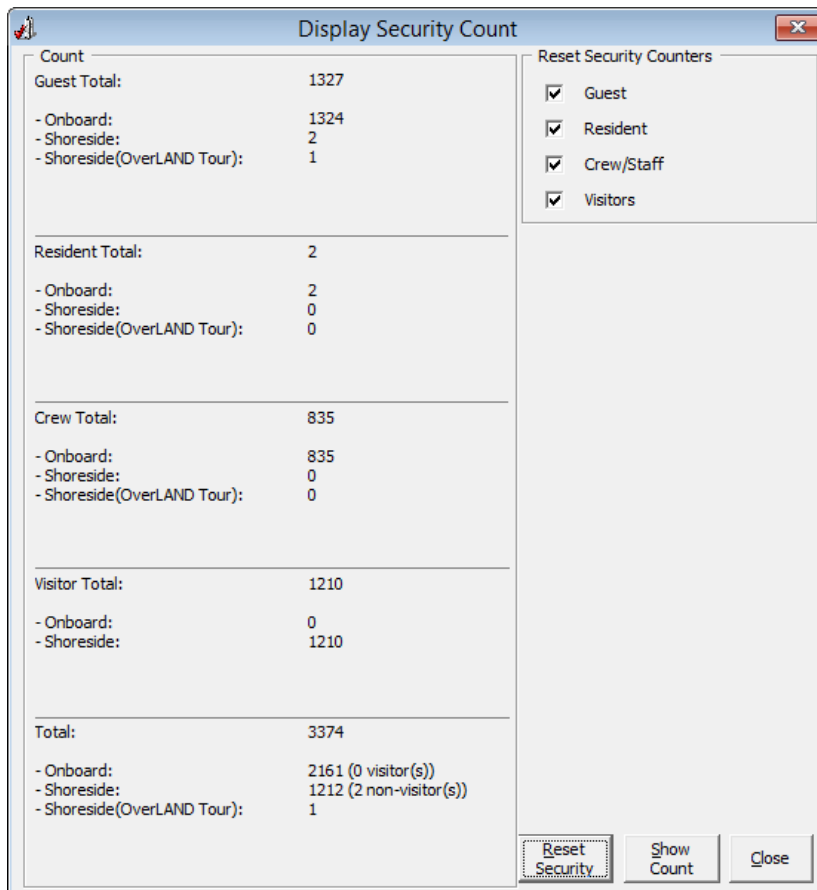 Display Security Count
Count
Guest Total: 1327
- Onboard: 1324
- Shoreside: 2
- Shoreside(OverLAND Tour): 1
Resident Total: 2
- Onboard: 2
- Shoreside: 0
- Shoreside(OverLAND Tour): 0
Crew Total: 835
- Onboard: 835
- Shoreside: 0
- Shoreside(OverLAND Tour): 0
Visitor Total: 1210
- Onboard: 0
- Shoreside: 1210
Total: 3374
- Onboard: 2161 (0 visitor(s))
- Shoreside: 1212 (2 non-visitor(s))
- Shoreside(OverLAND Tour): 1
Reset Security Counters
Guest
Resident
Crew/Staff
Visitors
Reset
Security
Show
Count
Close